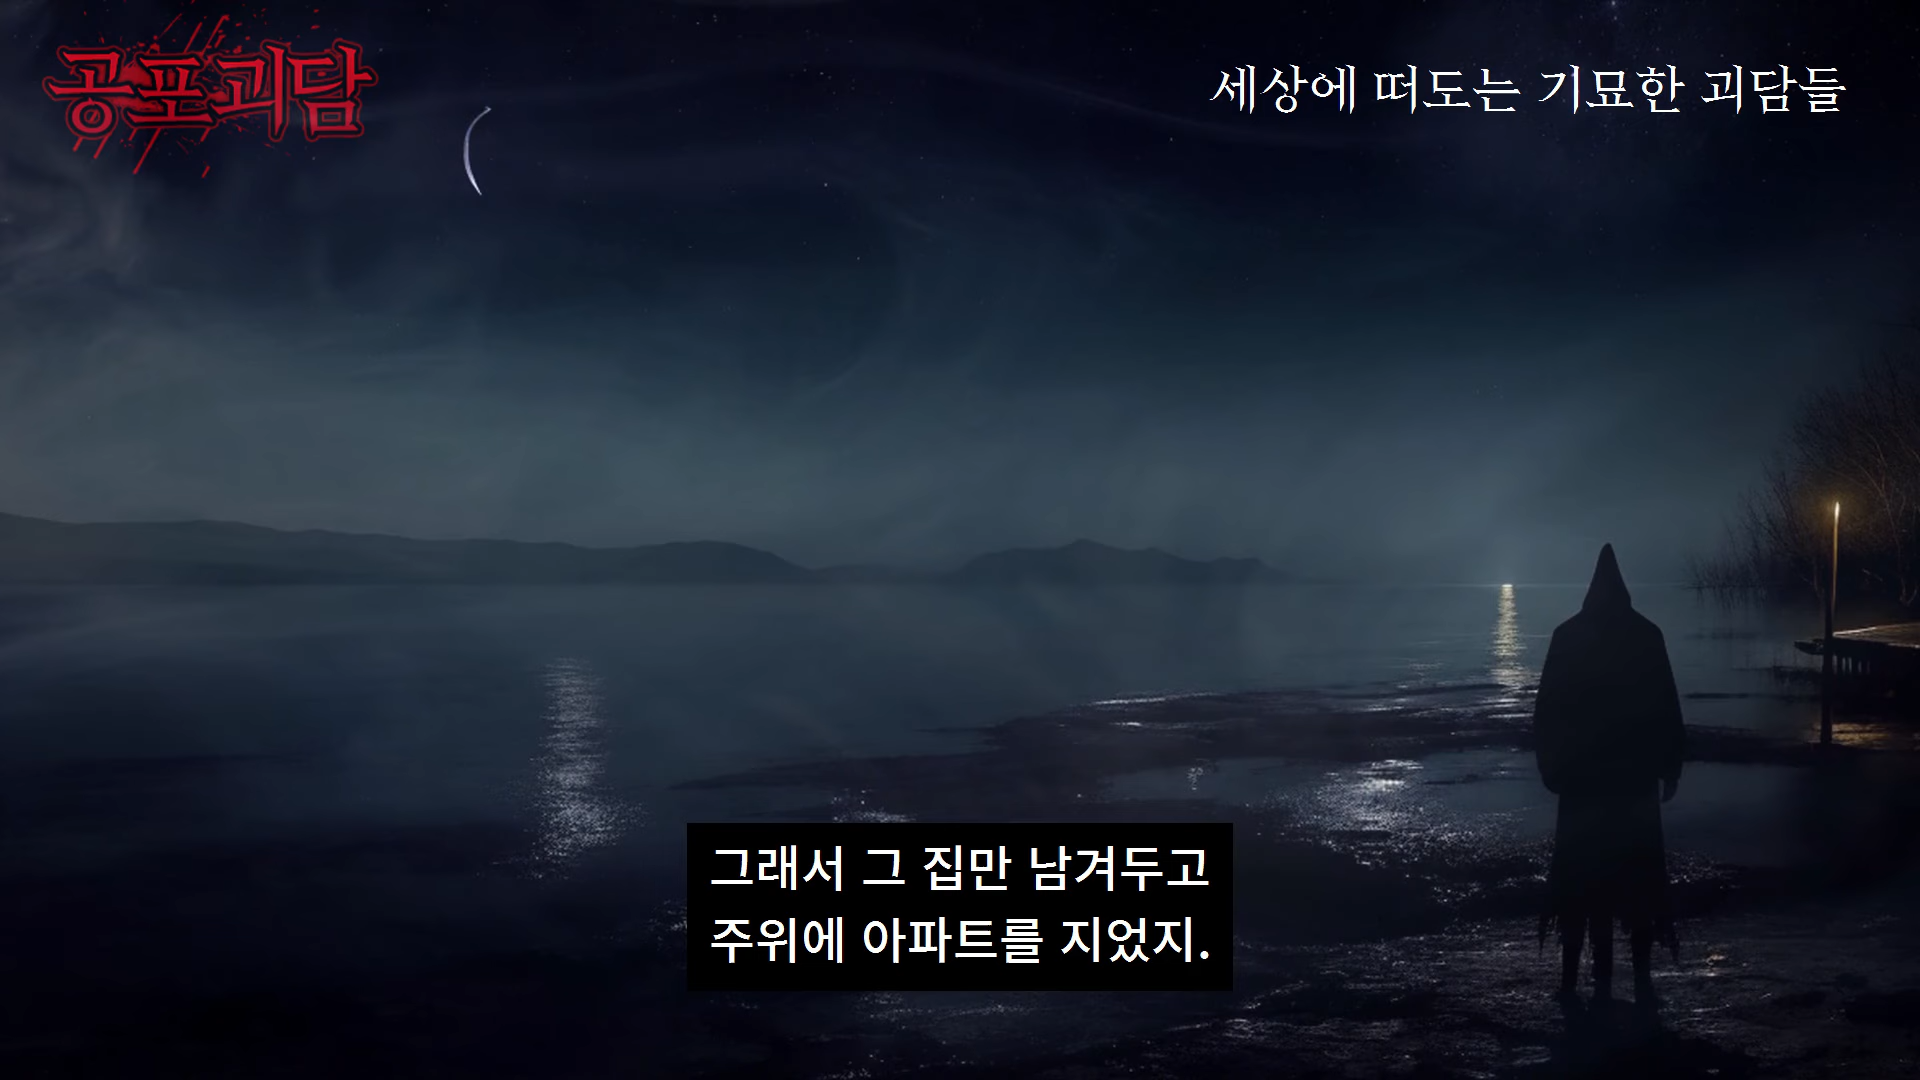 공포괴담
세상에 떠도는 기묘한 괴담들
그래서 그 집만 남겨두고
주위에 아파트를 지었지.